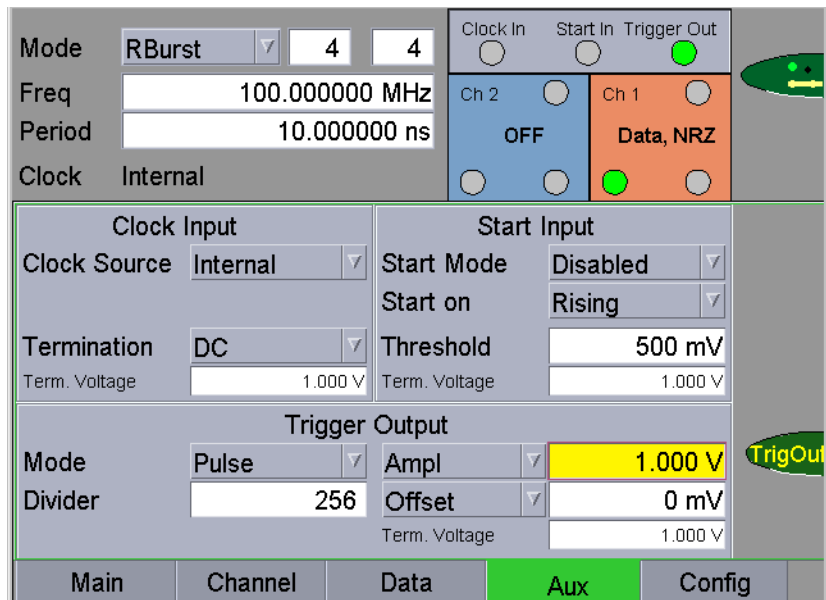 Mode RBurst 4 4
Freq 100.000000 MHz
Period 10.000000 ns
Clock Internal
Clock In Start In Trigger Out
Ch 2 OFF
Ch 1 Data, NRZ
Clock Input
Clock Source Internal
Termination DC
Term. Voltage 1.000 V
Start Input
Start Mode Disabled
Start on Rising
Threshold 500 mV
Term. Voltage 1.000 V
Trigger Output
Mode Pulse Ampl 1.000 V
Divider 256 Offset 0 mV
Term. Voltage 1.000 V
TrigOut
Main Channel Data Aux Config